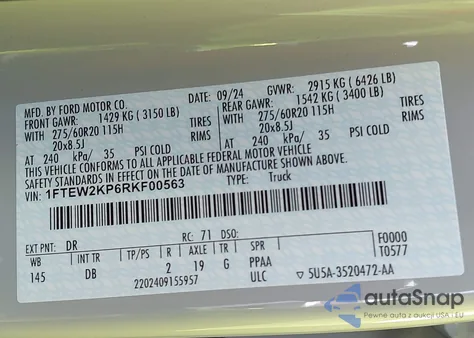 MFD. BY FORD MOTOR CO. DATE: 09/24 GVWR: 2915 KG (6426 LB)
FRONT GAWR: 1429 KG (3150 LB) REAR GAWR: 1542 KG (3400 LB)
WITH 275/60R20 115H TIRES WITH 275/60R20 115H TIRES
20x8.5J RIMS 20x8.5J RIMS
AT 240 kPa/ 35 PSI COLD AT 240 kPa/ 35 PSI COLD
THIS VEHICLE CONFORMS TO ALL APPLICABLE FEDERAL MOTOR VEHICLE
SAFETY STANDARDS IN EFFECT ON THE DATE OF MANUFACTURE SHOWN ABOVE.
VIN: 1FTEW2KP6RKF00563 TYPE: Truck
EXT PNT: DR RC: 71 DSO: F0000
WB INT TR TP/PS R AXLE TR SPR T0577
145 DB 2 19 G PPAA
2202409155957 ULC ▽ 5U5A-3520472-AA
autoSnap
Pewne auto z aukcji USA i EU